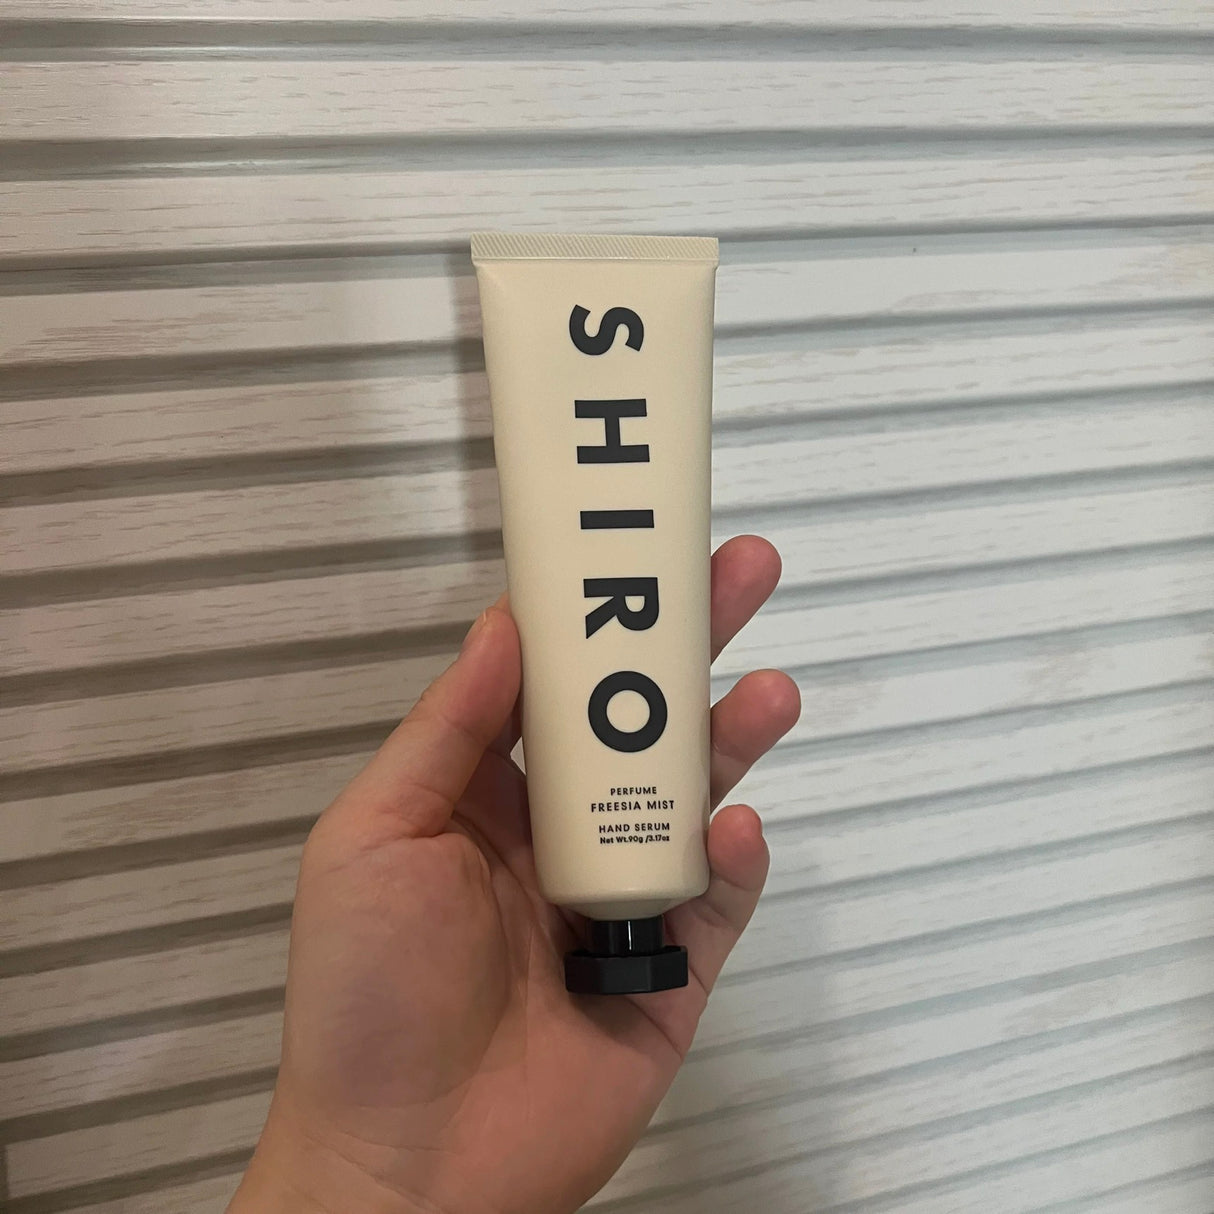 SHIRO
PERFUME
FREESIA MIST
HAND SERUM
Net Wt.90g /3.17oz